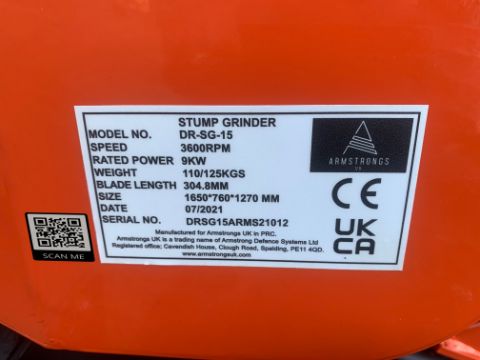 STUMP GRINDER
MODEL NO. DR-SG-15
SPEED 3600RPM
RATED POWER 9KW
WEIGHT 110/125KGS
BLADE LENGTH 304.8MM
SIZE 1650*760*1270 MM
DATE 07/2021
SERIAL NO. DRSG15ARMS21012
ARMSTRONGS
UK
CE
UK
CA
Manufactured for Armstrongs UK in PRC.
Armstrongs UK is a trading name of Armstrong Defence Systems Ltd
Registered office; Cavendish House, Clough Road, Spalding, PE11 4QD.
www.armstrongsuk.com
SCAN ME